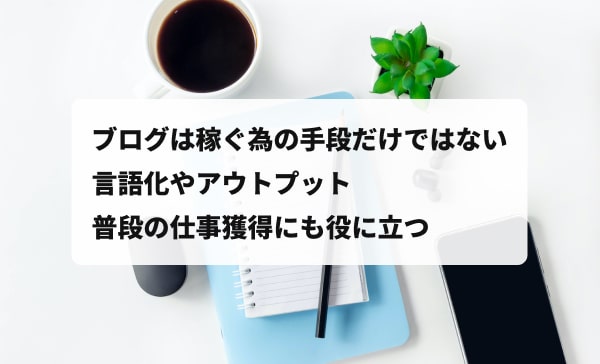 ブログは稼ぐ為の手段だけではない
言語化やアウトプット
普段の仕事獲得にも役に立つ